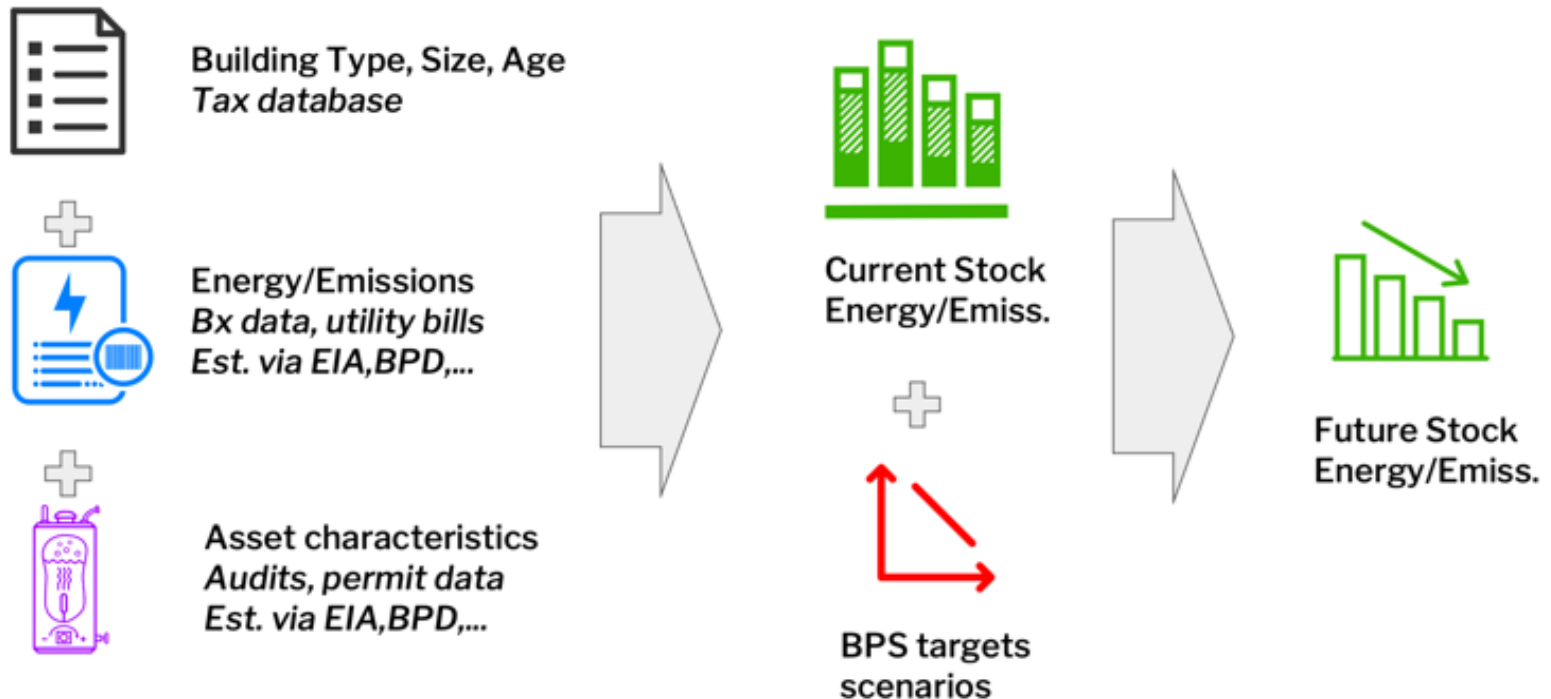 Building Type, Size, Age
Tax database
Energy/Emissions
Bx data, utility bills
Est. via EIA,BPD,...
Asset characteristics
Audits, permit data
Est. via EIA,BPD,...
Current Stock
Energy/Emiss.
BPS targets
scenarios
Future Stock
Energy/Emiss.